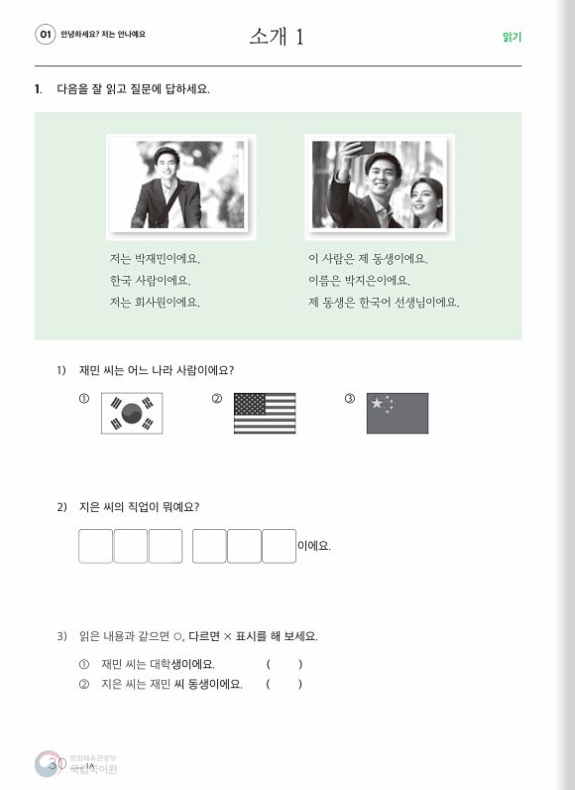 01 안녕하세요? 저는 안나예요
소개 1
읽기
1. 다음을 잘 읽고 질문에 답하세요.
저는 박재민이에요.
한국 사람이에요.
저는 회사원이에요.
이 사람은 제 동생이에요.
이름은 박지은이에요.
제 동생은 한국어 선생님이에요.
1) 재민 씨는 어느 나라 사람이에요?
① ② ③
2) 지은 씨의 직업이 뭐예요?
이에요.
3) 읽은 내용과 같으면 ○, 다르면 × 표시를 해 보세요.
① 재민 씨는 대학생이에요. ( )
② 지은 씨는 재민 씨 동생이에요. ( )
문화체육관광부
국립국어원
30 1A